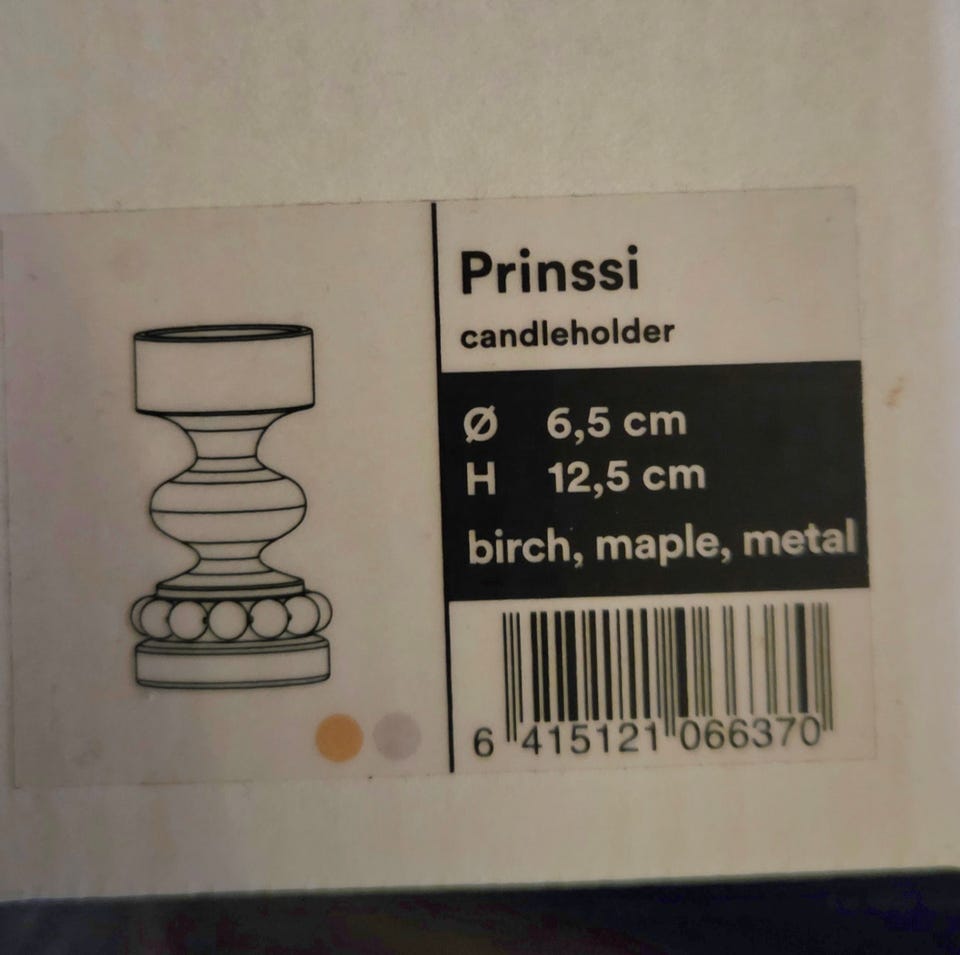 Prinssi
candleholder
Ø 6,5 cm
H 12,5 cm
birch, maple, metal
6 415121 066370